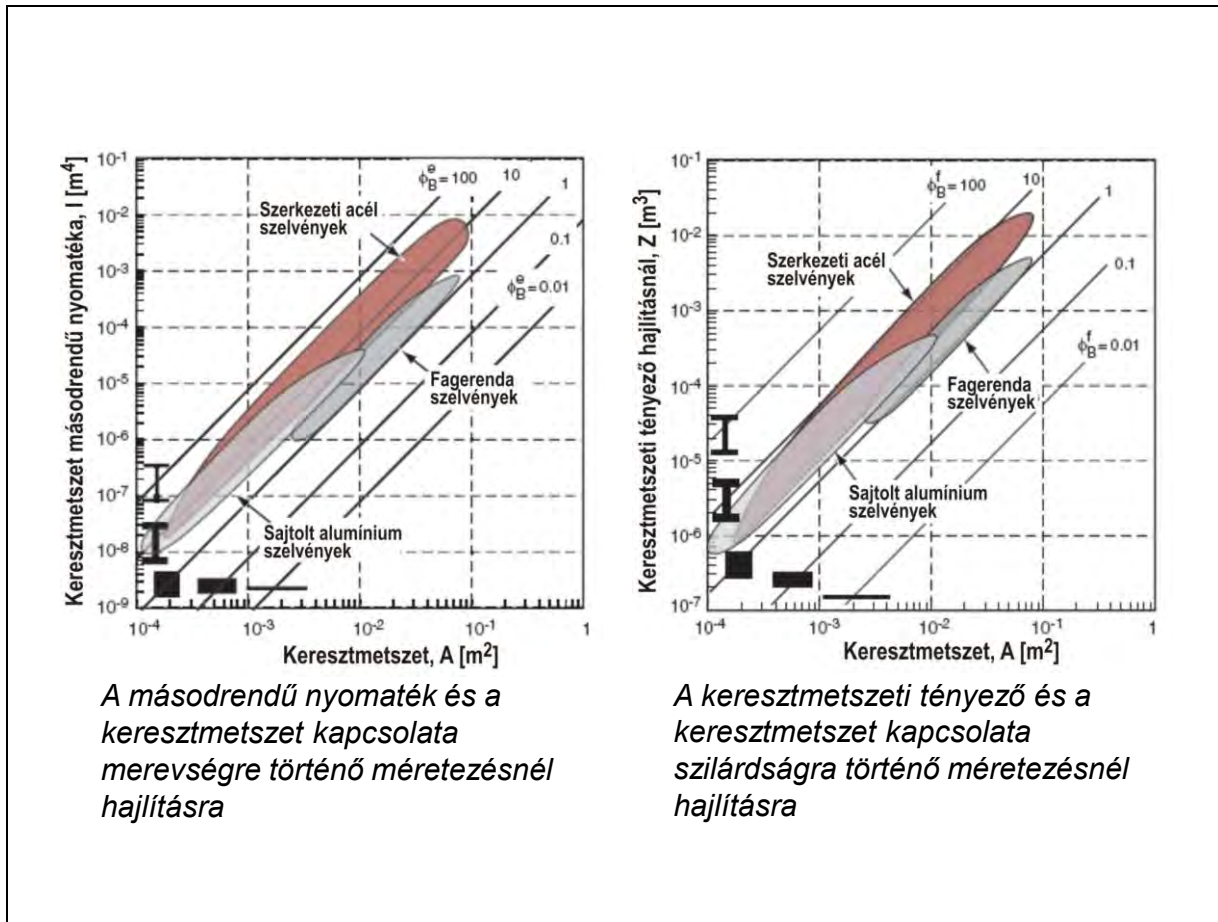 Keresztmetszet másodrendű nyomatéka, I [m⁴]
10⁻¹
10⁻²
10⁻³
10⁻⁴
10⁻⁵
10⁻⁶
10⁻⁷
10⁻⁸
10⁻⁹
ϕ_B^e = 100
10
1
0.1
ϕ_B^e = 0.01
Szerkezeti acél
szelvények
Fagerenda
szelvények
Sajtolt alumínium
szelvények
10⁻⁴ 10⁻³ 10⁻² 10⁻¹ 1
Keresztmetszet, A [m²]
A másodrendű nyomaték és a
keresztmetszet kapcsolata
merevségre történő méretezésnél
hajlításra
Keresztmetszeti tényező hajlításnál, Z [m³]
10⁻¹
10⁻²
10⁻³
10⁻⁴
10⁻⁵
10⁻⁶
10⁻⁷
ϕ_B^f = 100
10
1
0.1
ϕ_B^f = 0.01
Szerkezeti acél
szelvények
Fagerenda
szelvények
Sajtolt alumínium
szelvények
10⁻⁴ 10⁻³ 10⁻² 10⁻¹ 1
Keresztmetszet, A [m²]
A keresztmetszeti tényező és a
keresztmetszet kapcsolata
szilárdságra történő méretezésnél
hajlításra